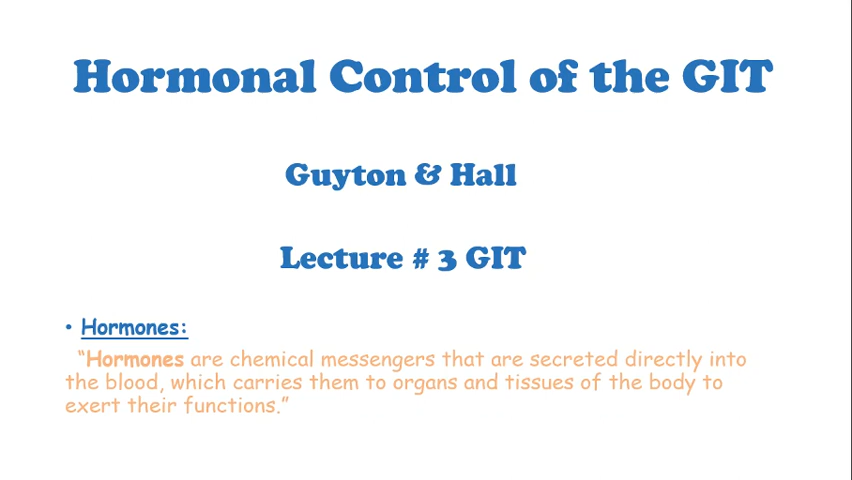 Hormonal Control of the GIT
Guyton & Hall
Lecture # 3 GIT
• Hormones:
“Hormones are chemical messengers that are secreted directly into
the blood, which carries them to organs and tissues of the body to
exert their functions.”